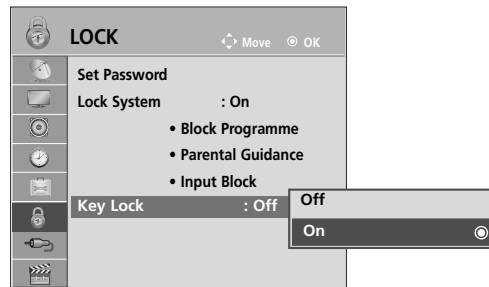 LOCK
Move OK
Set Password
Lock System : On
• Block Programme
• Parental Guidance
• Input Block
Key Lock : Off
Off
On